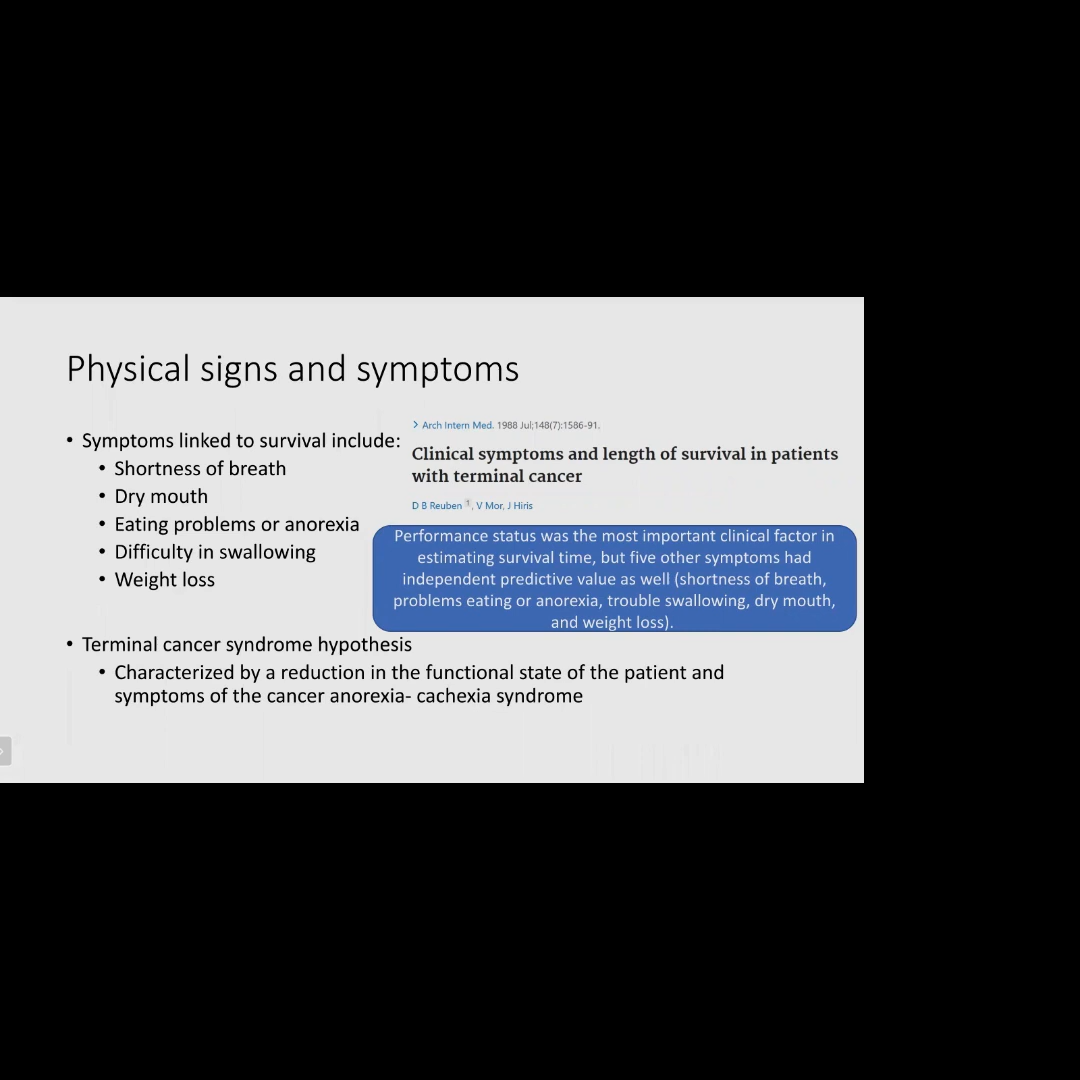 Physical signs and symptoms
• Symptoms linked to survival include:
• Shortness of breath
• Dry mouth
• Eating problems or anorexia
• Difficulty in swallowing
• Weight loss
> Arch Intern Med. 1988 Jul;148(7):1586-91.
Clinical symptoms and length of survival in patients
with terminal cancer
D B Reuben 1, V Mor, J Hiris
Performance status was the most important clinical factor in
estimating survival time, but five other symptoms had
independent predictive value as well (shortness of breath,
problems eating or anorexia, trouble swallowing, dry mouth,
and weight loss).
• Terminal cancer syndrome hypothesis
• Characterized by a reduction in the functional state of the patient and
symptoms of the cancer anorexia- cachexia syndrome